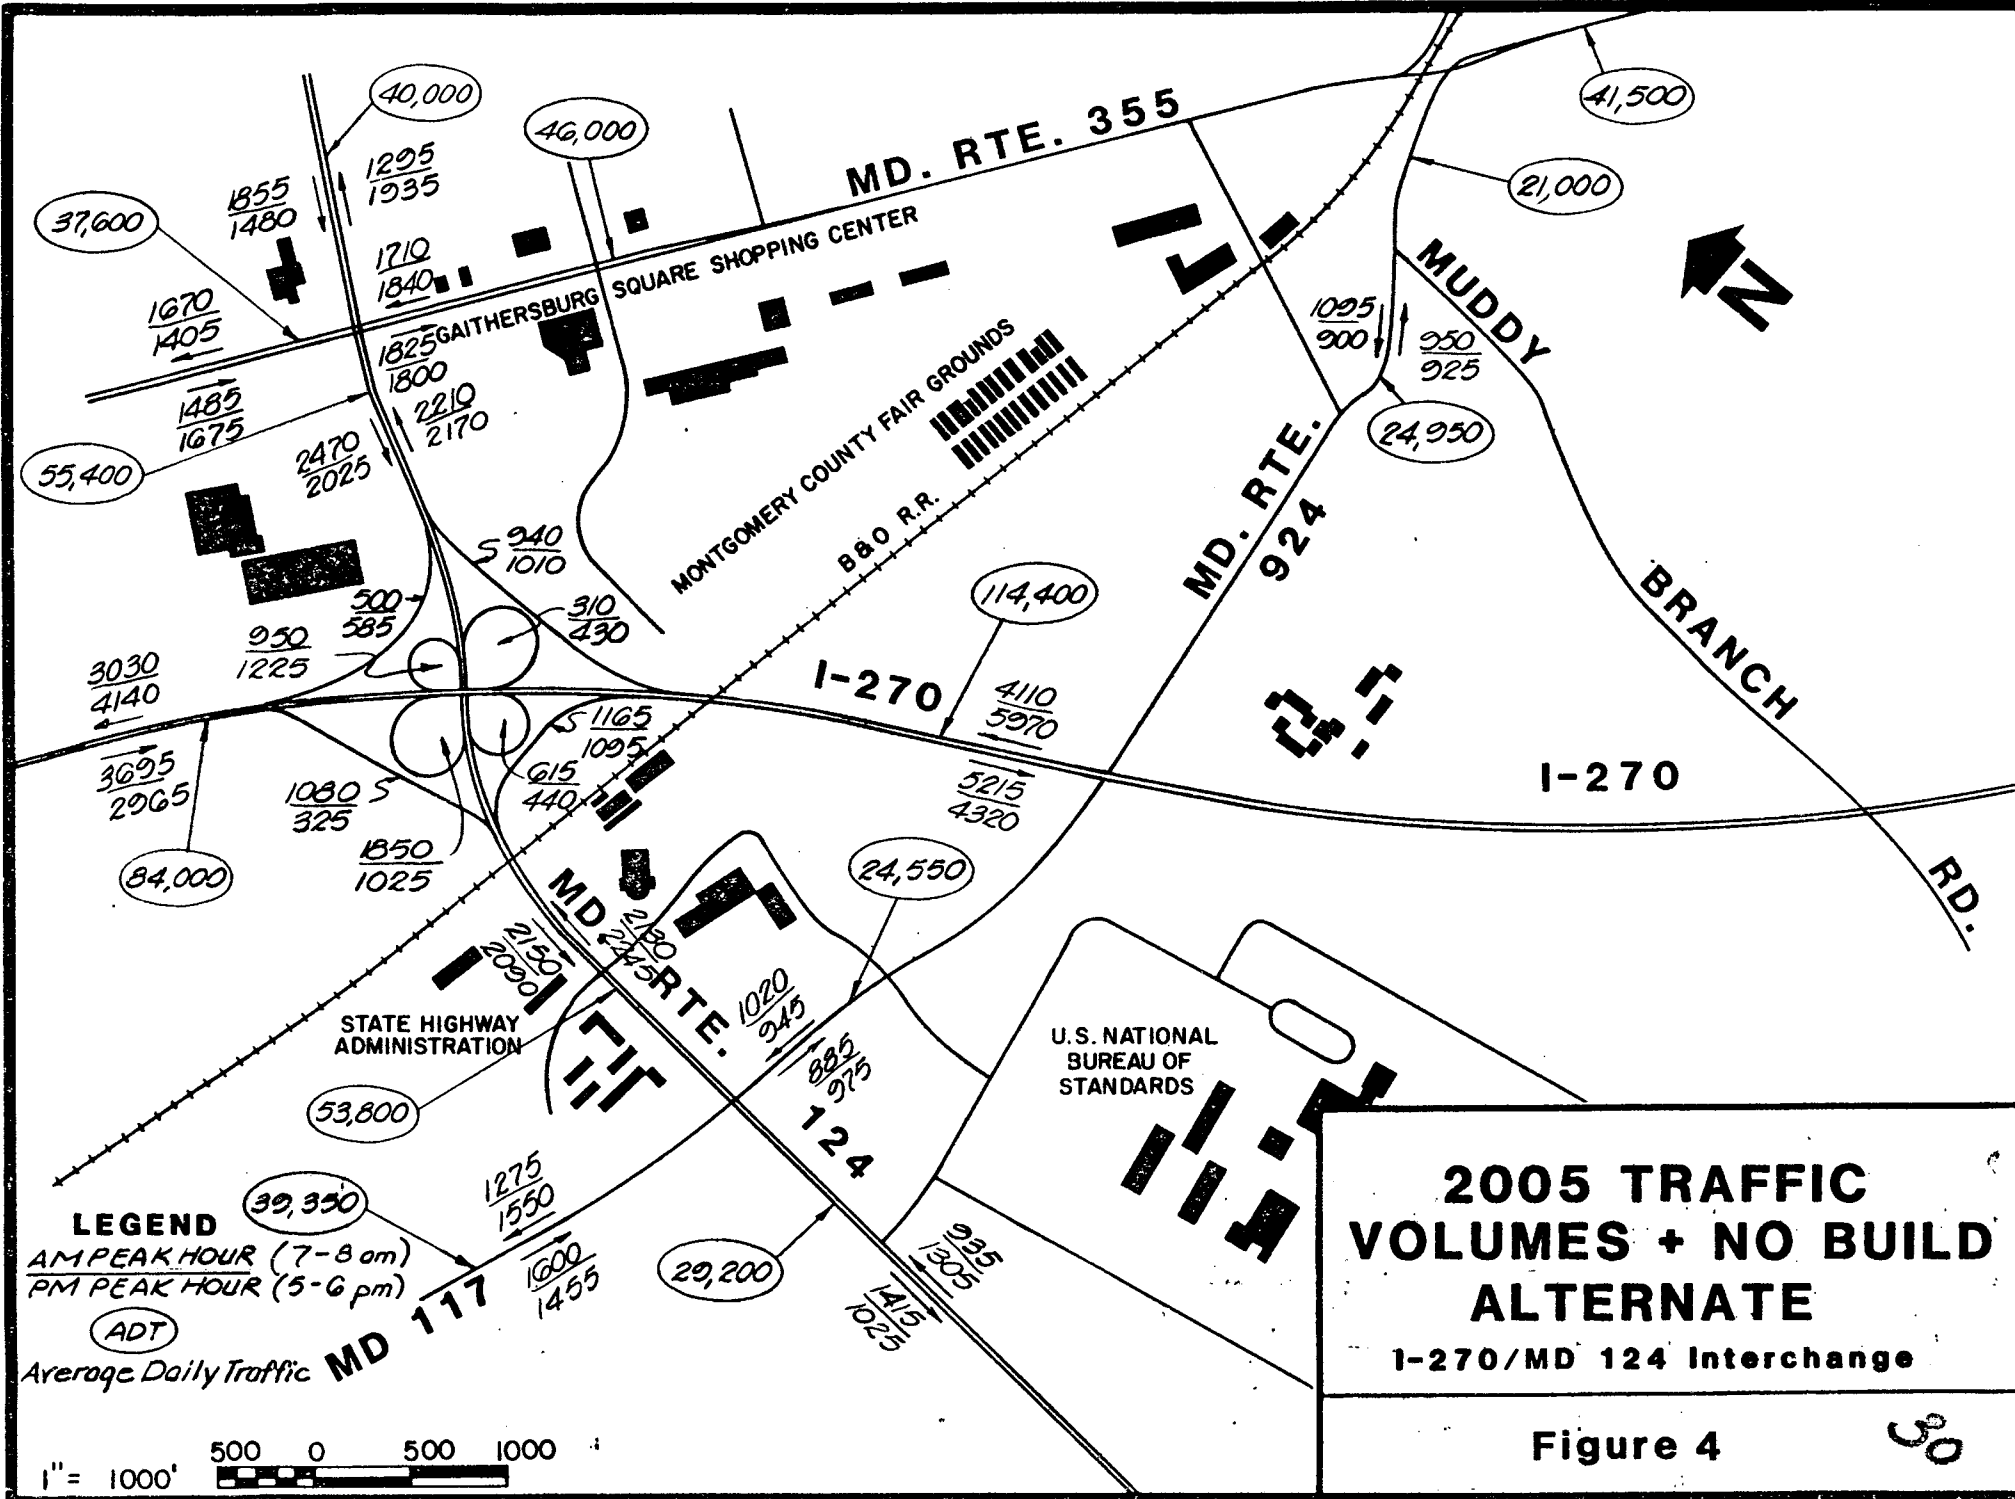 40,000
46,000
MD. RTE. 355
41,500
1295
1935
1855
1480
37,600
21,000
1710
1840
GAITHERSBURG SQUARE SHOPPING CENTER
MUDDY
N
1670
1405
1825
1800
1095
900
950
925
1485
1675
2210
2170
24,950
55,400
2470
2025
MONTGOMERY COUNTY FAIR GROUNDS
B&O R.R.
MD. RTE.
924
940
1010
114,400
BRANCH
500
585
310
430
950
1225
3030
4140
I-270
4110
5970
1165
1095
I-270
3695
2965
1080
325
615
440
5215
4320
84,000
1850
1025
24,550
RD.
MD. RTE.
2150
2090
2180
2245
1020
945
STATE HIGHWAY
ADMINISTRATION
U.S. NATIONAL
BUREAU OF
STANDARDS
885
975
53,800
124
1275
1550
39,350
LEGEND
AM PEAK HOUR (7-8 am)
PM PEAK HOUR (5-6 pm)
1600
1455
29,200
935
1305
1415
1025
MD 117
ADT
Average Daily Traffic
2005 TRAFFIC
VOLUMES + NO BUILD
ALTERNATE
I-270/MD 124 Interchange
500 0 500 1000
1"= 1000'
Figure 4
30